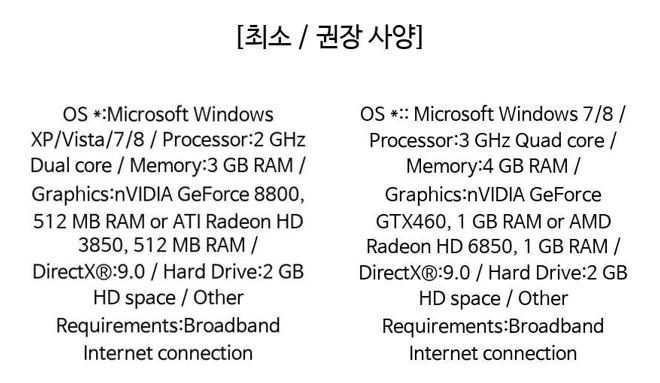 [최소 / 권장 사양]
OS *:Microsoft Windows
XP/Vista/7/8 / Processor:2 GHz
Dual core / Memory:3 GB RAM /
Graphics:nVIDIA GeForce 8800,
512 MB RAM or ATI Radeon HD
3850, 512 MB RAM /
DirectX®:9.0 / Hard Drive:2 GB
HD space / Other
Requirements:Broadband
Internet connection
OS *:: Microsoft Windows 7/8 /
Processor:3 GHz Quad core /
Memory:4 GB RAM /
Graphics:nVIDIA GeForce
GTX460, 1 GB RAM or AMD
Radeon HD 6850, 1 GB RAM /
DirectX®:9.0 / Hard Drive:2 GB
HD space / Other
Requirements:Broadband
Internet connection